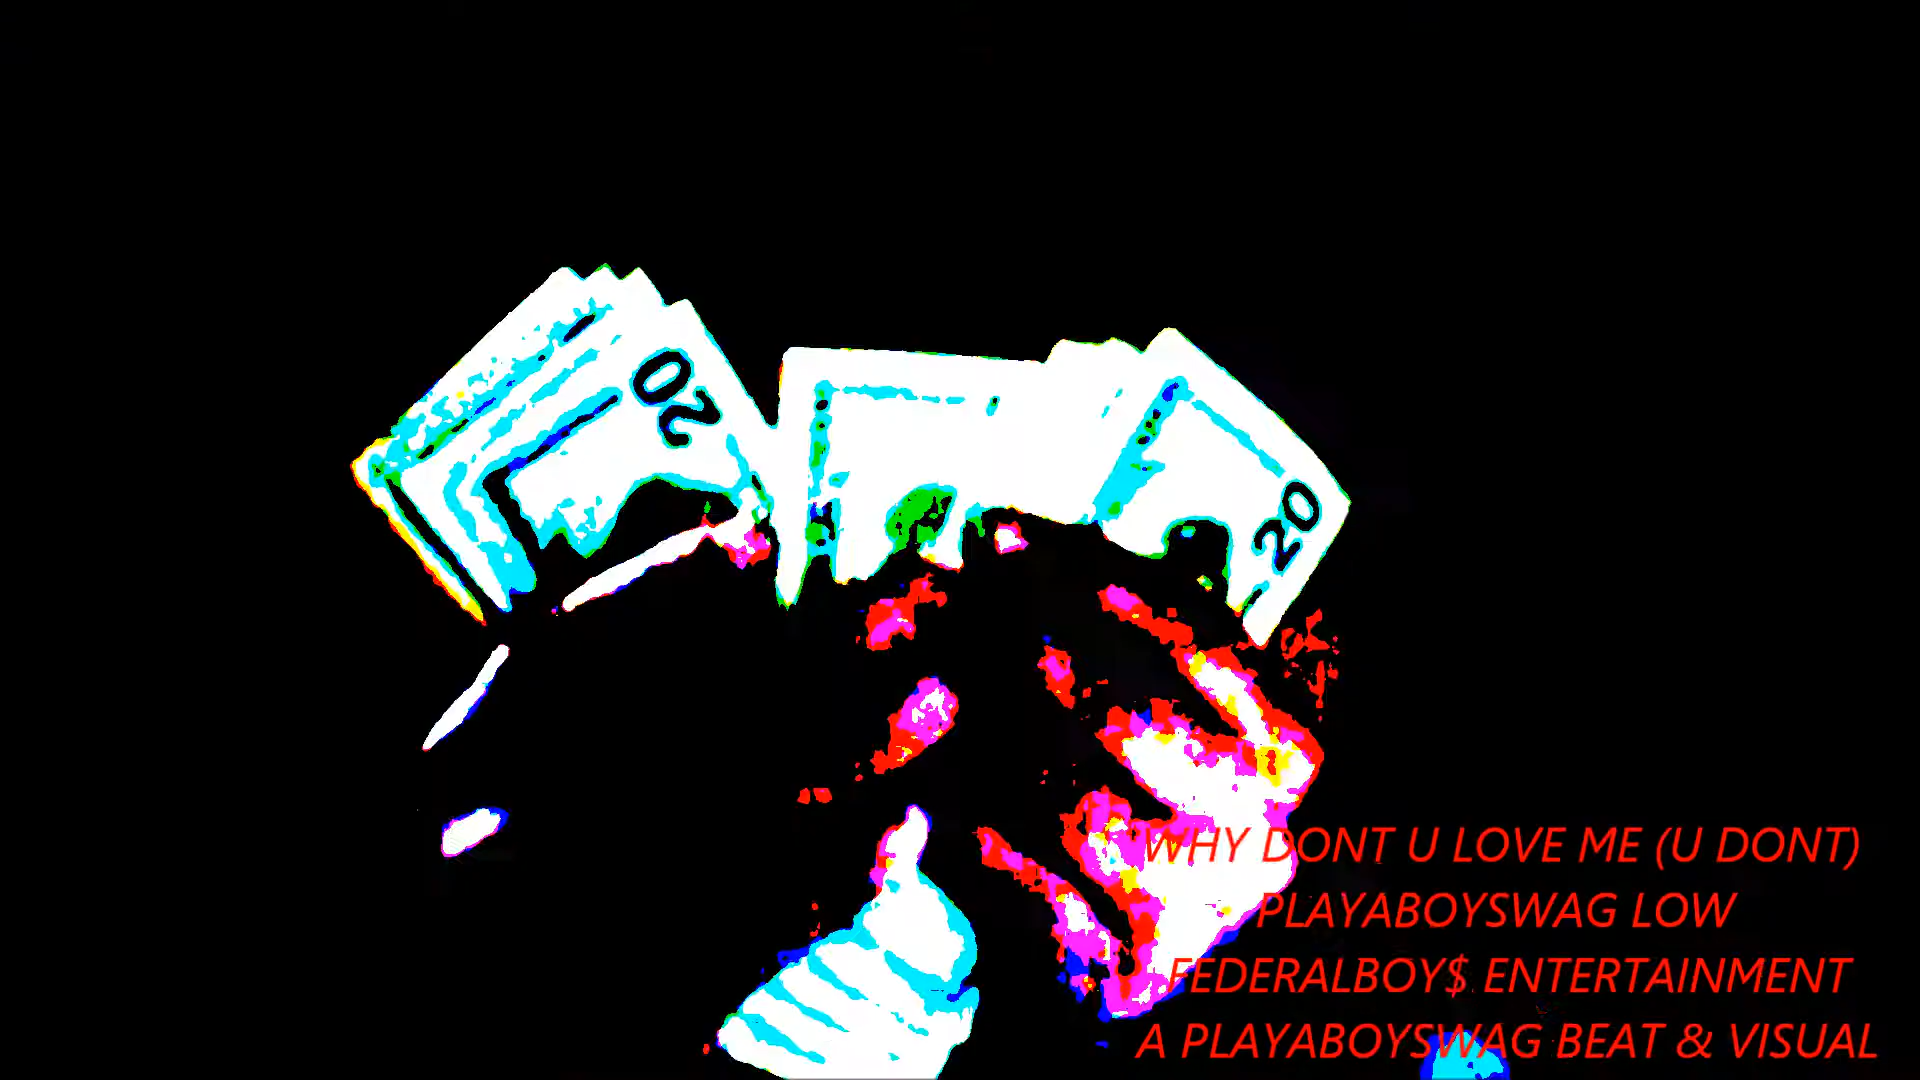 20
20
WHY DONT U LOVE ME (U DONT)
PLAYABOYSWAG LOW
FEDERALBOY$ ENTERTAINMENT
A PLAYABOYSWAG BEAT & VISUAL